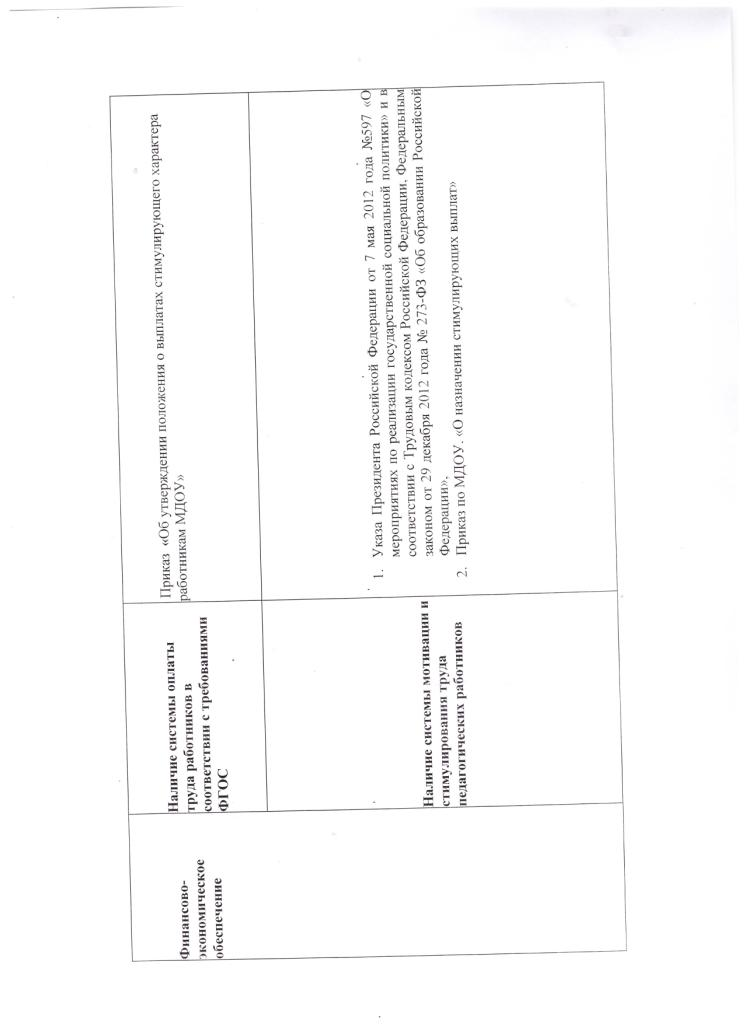 Финансово-
экономическое
обеспечение
Наличие системы оплаты
труда работников в
соответствии с требованиями
ФГОС
Приказ «Об утверждении положения о выплатах стимулирующего характера
работникам МДОУ»
Наличие системы мотивации и
стимулирования труда
педагогических работников
1. Указа Президента Российской Федерации от 7 мая 2012 года №597 «О
мероприятиях по реализации государственной социальной политики» и в
соответствии с Трудовым кодексом Российской Федерации, Федеральным
законом от 29 декабря 2012 года № 273-ФЗ «Об образовании Российской
Федерации».
2. Приказ по МДОУ. «О назначении стимулирующих выплат»